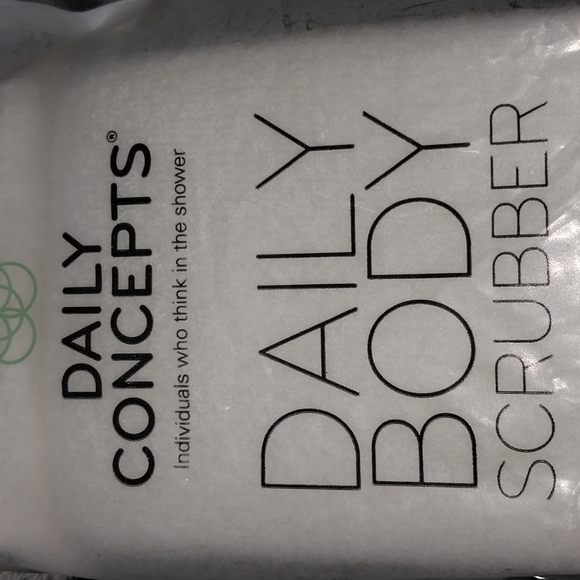 DAILY
CONCEPTS®
Individuals who think in the shower
DAILY
BODY
SCRUBBER